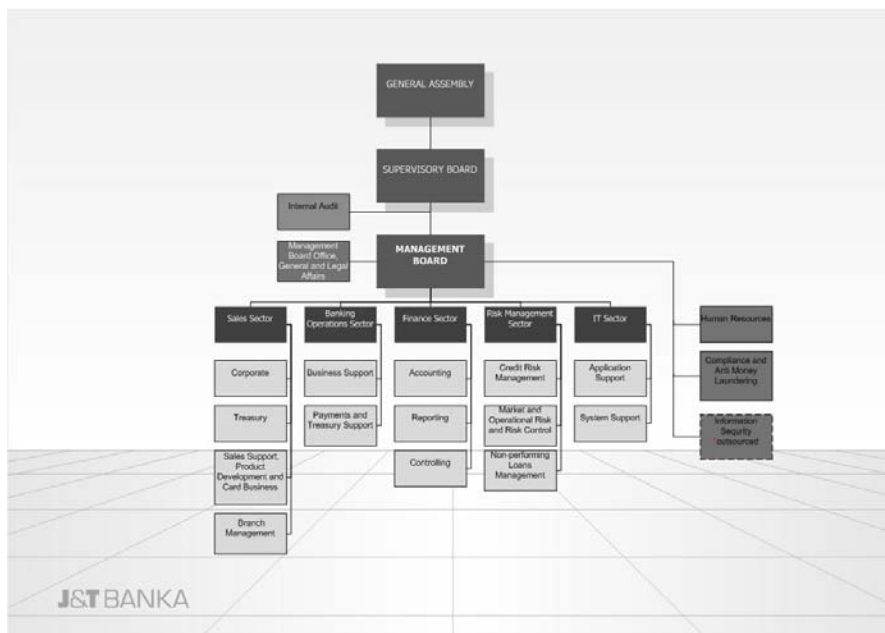 GENERAL ASSEMBLY
SUPERVISORY BOARD
Internal Audit
Management
Board Office,
General and Legal
Affairs
MANAGEMENT
BOARD
Sales Sector
Banking
Operations Sector
Finance Sector
Risk Management
Sector
IT Sector
Human Resources
Corporate
Business Support
Accounting
Credit Risk
Management
Application
Support
Compliance and
Anti Money
Laundering
Treasury
Payments and
Treasury Support
Reporting
Market and
Operational Risk
and Risk Control
System Support
Information
Sequrity
outsourced
Sales Support,
Product
Development and
Card Business
Controlling
Non-performing
Loans
Management
Branch
Management
J&T BANKA